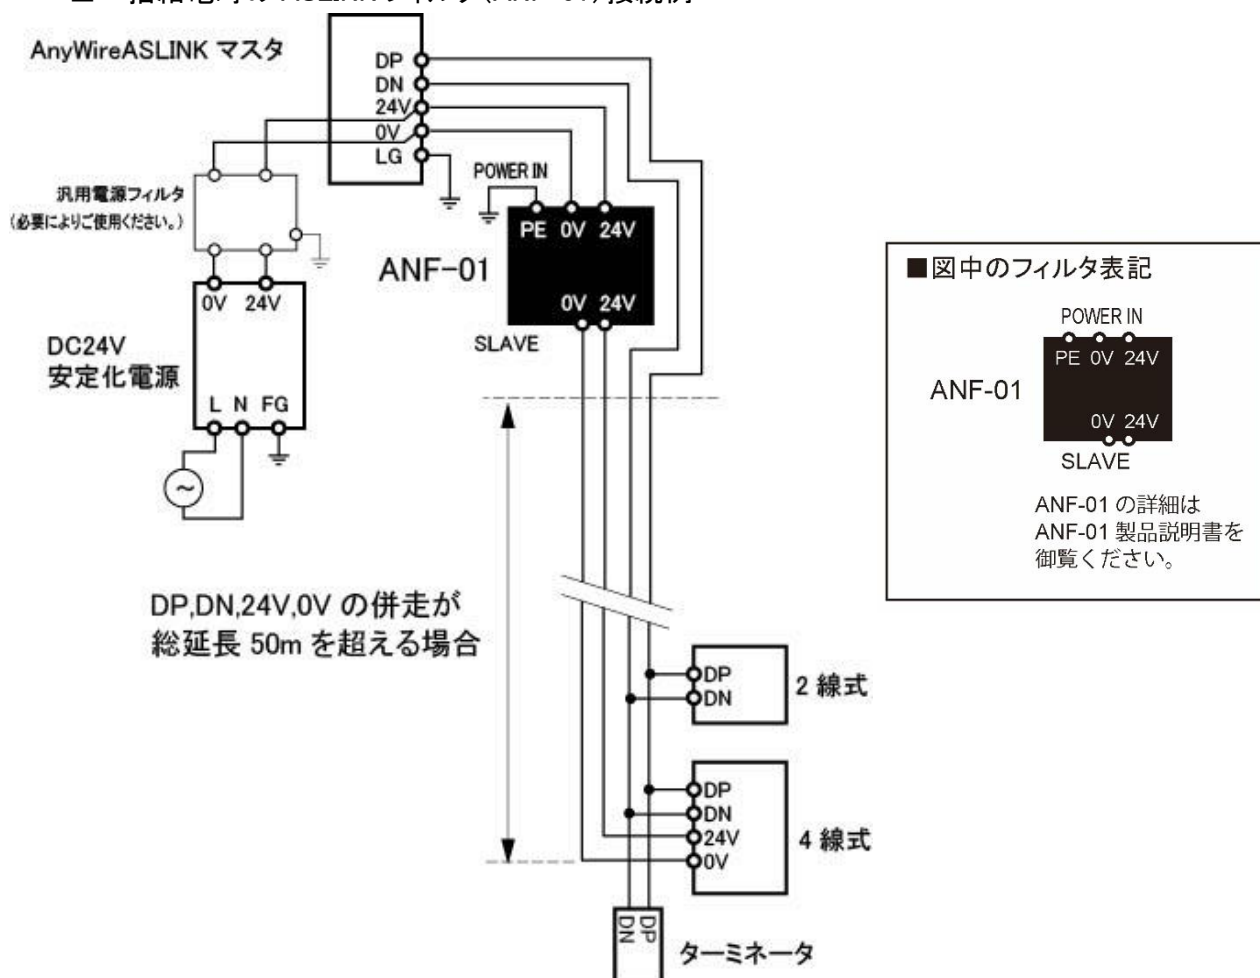 AnyWireASLINK マスタ
DP
DN
24V
0V
LG
POWER IN
汎用電源フィルタ
(必要によりご使用ください。)
PE 0V 24V
ANF-01
0V 24V
SLAVE
0V 24V
DC24V
安定化電源
L N FG
DP,DN,24V,0V の併走が
総延長 50m を超える場合
DP
DN
2 線式
DP
DN
24V
0V
4 線式
DN
DP
ターミネータ
■図中のフィルタ表記
POWER IN
PE 0V 24V
ANF-01
0V 24V
SLAVE
ANF-01 の詳細は
ANF-01 製品説明書を
御覧ください。